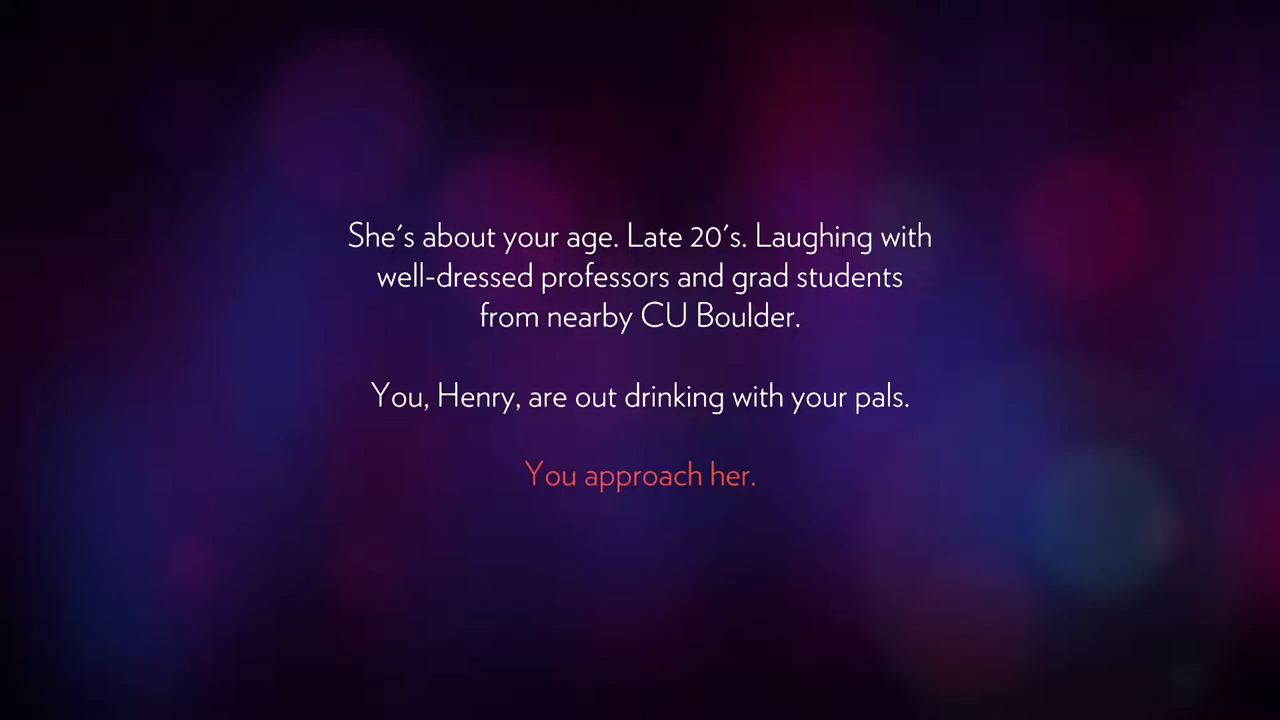 She's about your age. Late 20's. Laughing with
well-dressed professors and grad students
from nearby CU Boulder.
You, Henry, are out drinking with your pals.
You approach her.